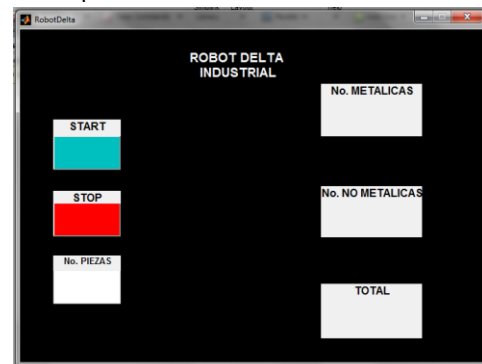 RobotDelta
ROBOT DELTA
INDUSTRIAL
No. METALICAS
START
STOP
No. NO METALICAS
No. PIEZAS
TOTAL